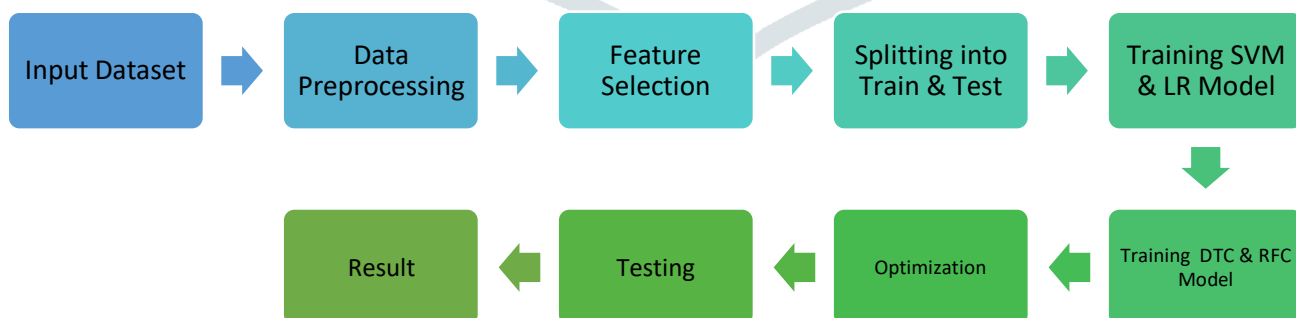 Input Dataset
Data
Preprocessing
Feature
Selection
Splitting into
Train & Test
Training SVM
& LR Model
Training DTC & RFC
Model
Optimization
Testing
Result